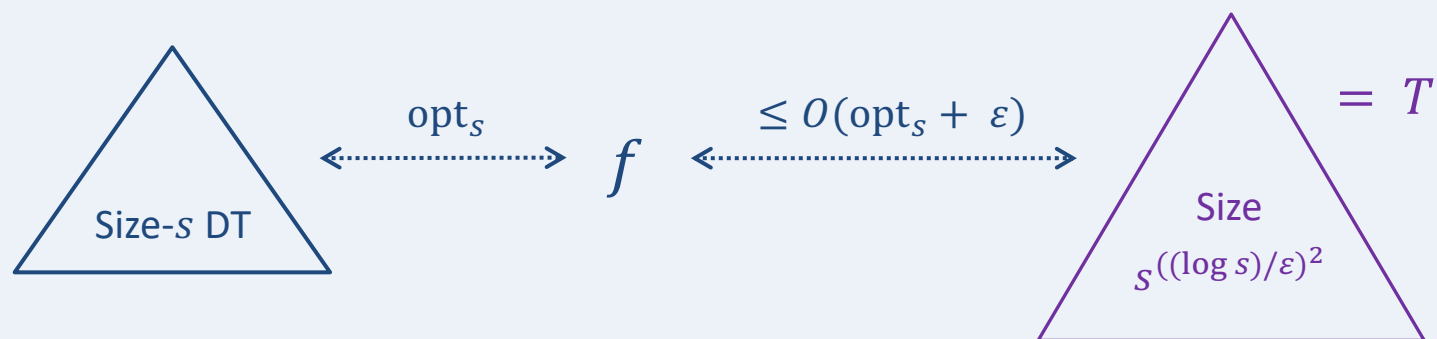 Size-s DT
opt_s
f
≤ O(opt_s + ε)
= T
Size
s^((log s)/ε)^2